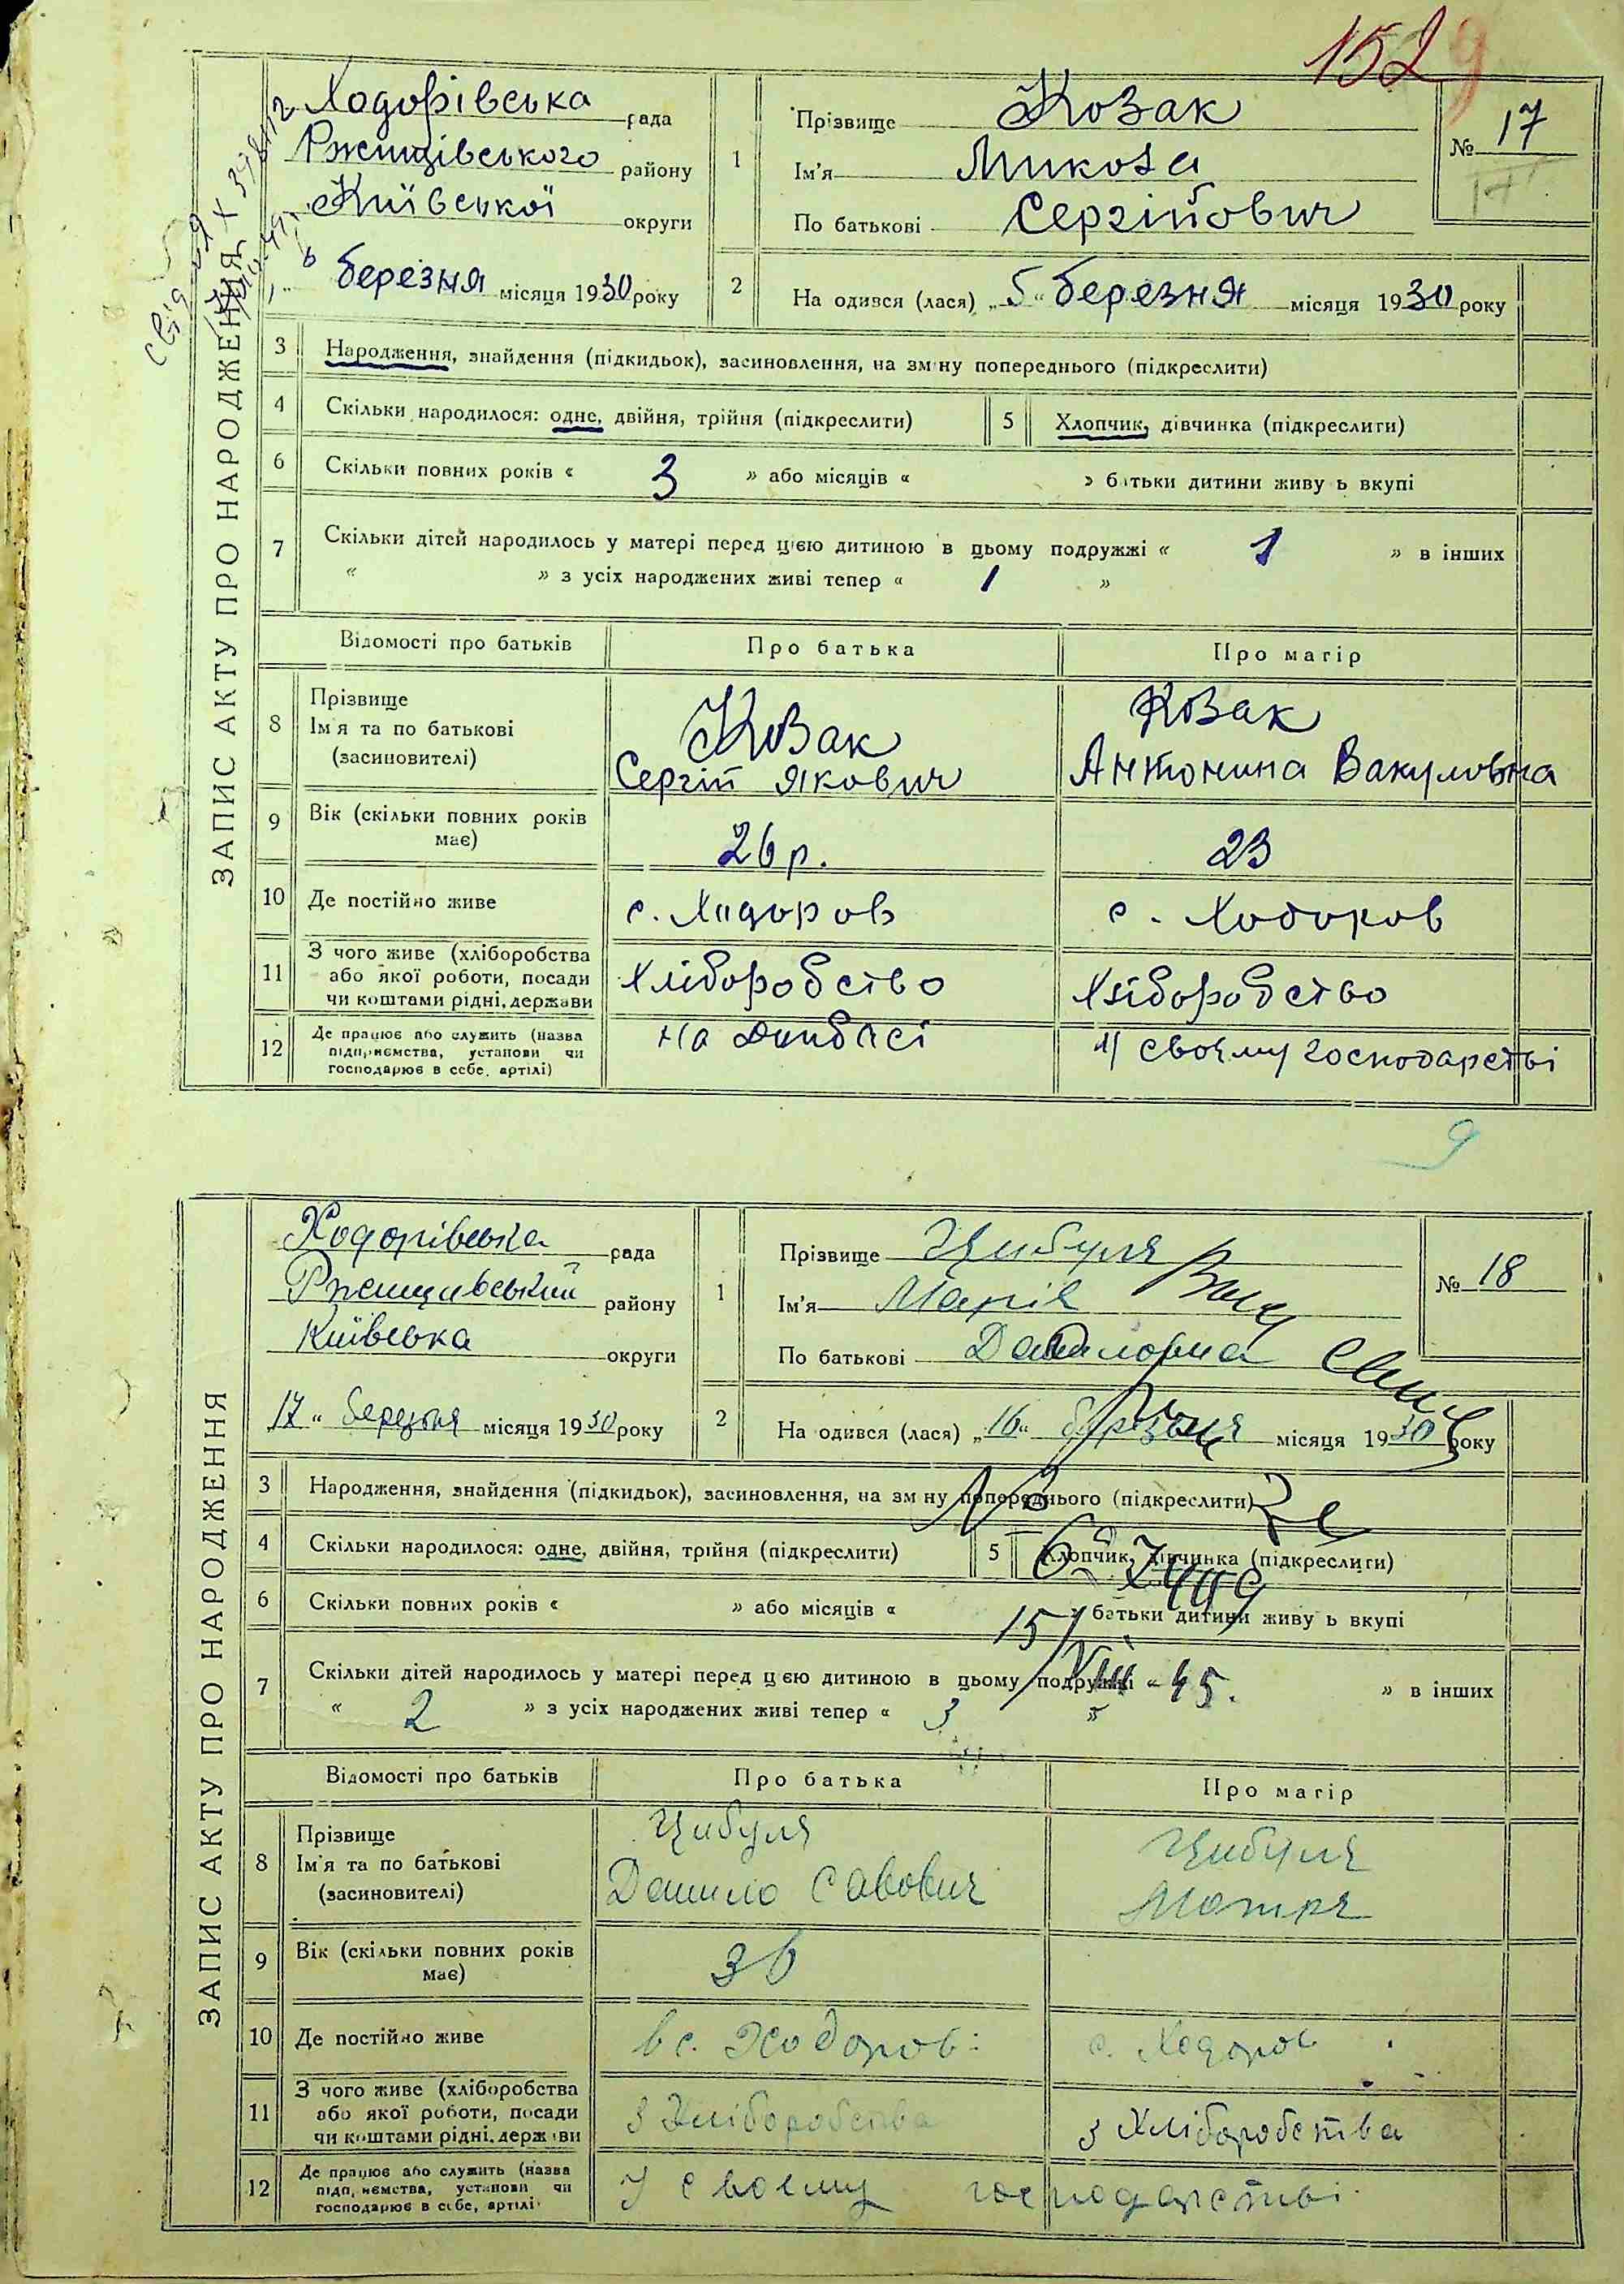 152
ЗАПИС АКТУ ПРО НАРОДЖЕННЯ
Ходорівська рада
Ржищівського району
Київської округи
„6“ березня місяця 1930 року
1 Прізвище Козак
Ім'я Микола
По батькові Сергійович
№ 17
2 На одився (лася) „5“ березня місяця 1930 року
3 Народження, знайдення (підкидьок), засиновлення, на зміну попереднього (підкреслити)
4 Скільки народилося: одне, двійня, трійня (підкреслити) 5 Хлопчик, дівчинка (підкреслити)
6 Скільки повних років « 3 » або місяців « » батьки дитини живу ь вкупі
7 Скільки дітей народилось у матері перед цією дитиною в цьому подружжі « 1 » в інших
« » з усіх народжених живі тепер « 1 »
Відомості про батьків Про батька Про матір
8 Прізвище
Ім'я та по батькові
(засиновителі)
Козак
Сергій Якович
Козак
Антонина Вакуловна
9 Вік (скільки повних років має) 26 р. 23
10 Де постійно живе с. Ходоров с. Ходоров
11 З чого живе (хліборобства
або якої роботи, посади
чи коштами рідні, держави
Хліборобство Хліборобство
12 Де працює або служить (назва
підприємства, установи чи
господарює в себе, артілі)
на Донбасі У своєму господарстві
9
ЗАПИС АКТУ ПРО НАРОДЖЕННЯ
Ходорівська рада
Ржищивський району
Київська округи
„17“ березня місяця 1930 року
1 Прізвище Цибуля
Ім'я Марія
По батькові Даниловна
№ 18
2 На одився (лася) „16“ березня місяця 1930 року
3 Народження, знайдення (підкидьок), засиновлення, на зм ну попереднього (підкреслити)
4 Скільки народилося: одне, двійня, трійня (підкреслити) 5 Хлопчик, дівчинка (підкреслити)
6 Скільки повних років « » або місяців « » батьки дитини живу ь вкупі
15/VIII - 45.
7 Скільки дітей народилось у матері перед цією дитиною в цьому подружжі « » в інших
« 2 » з усіх народжених живі тепер « 3 »
Відомості про батьків Про батька Про матір
8 Прізвище
Ім'я та по батькові
(засиновителі)
Цибуля
Данило Савович
Цибуля
Мотря
9 Вік (скільки повних років має) 36
10 Де постійно живе в с. Ходоров: с. Ходоров
11 З чого живе (хліборобства
або якої роботи, посади
чи коштами рідні, держави
З Хліборобства З Хліборобства
12 Де працює або служить (назва
підприємства, установи чи
господарює в себе, артілі
У своєму господарстві